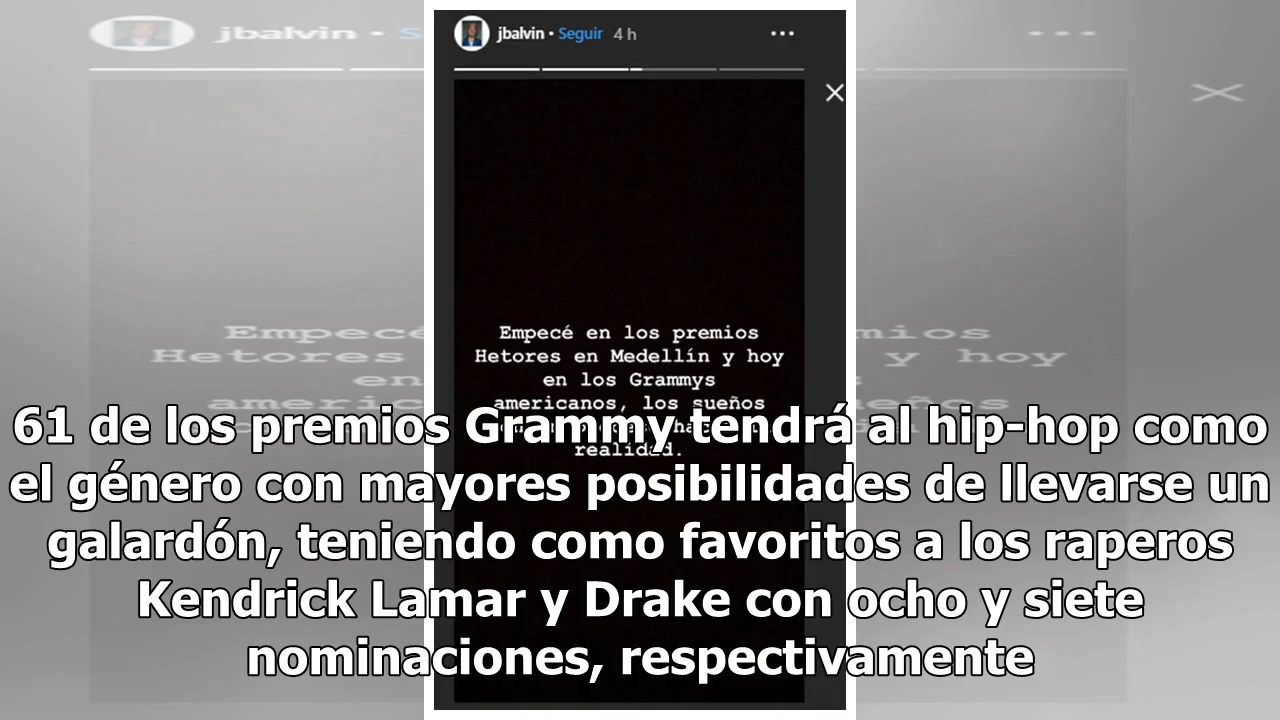 jbalvin • Seguir 4 h
Empecé en los premios
Hetores en Medellín y hoy
en los Grammys
americanos, los sueños
realidad.
61 de los premios Grammy tendrá al hip-hop como
el género con mayores posibilidades de llevarse un
galardón, teniendo como favoritos a los raperos
Kendrick Lamar y Drake con ocho y siete
nominaciones, respectivamente